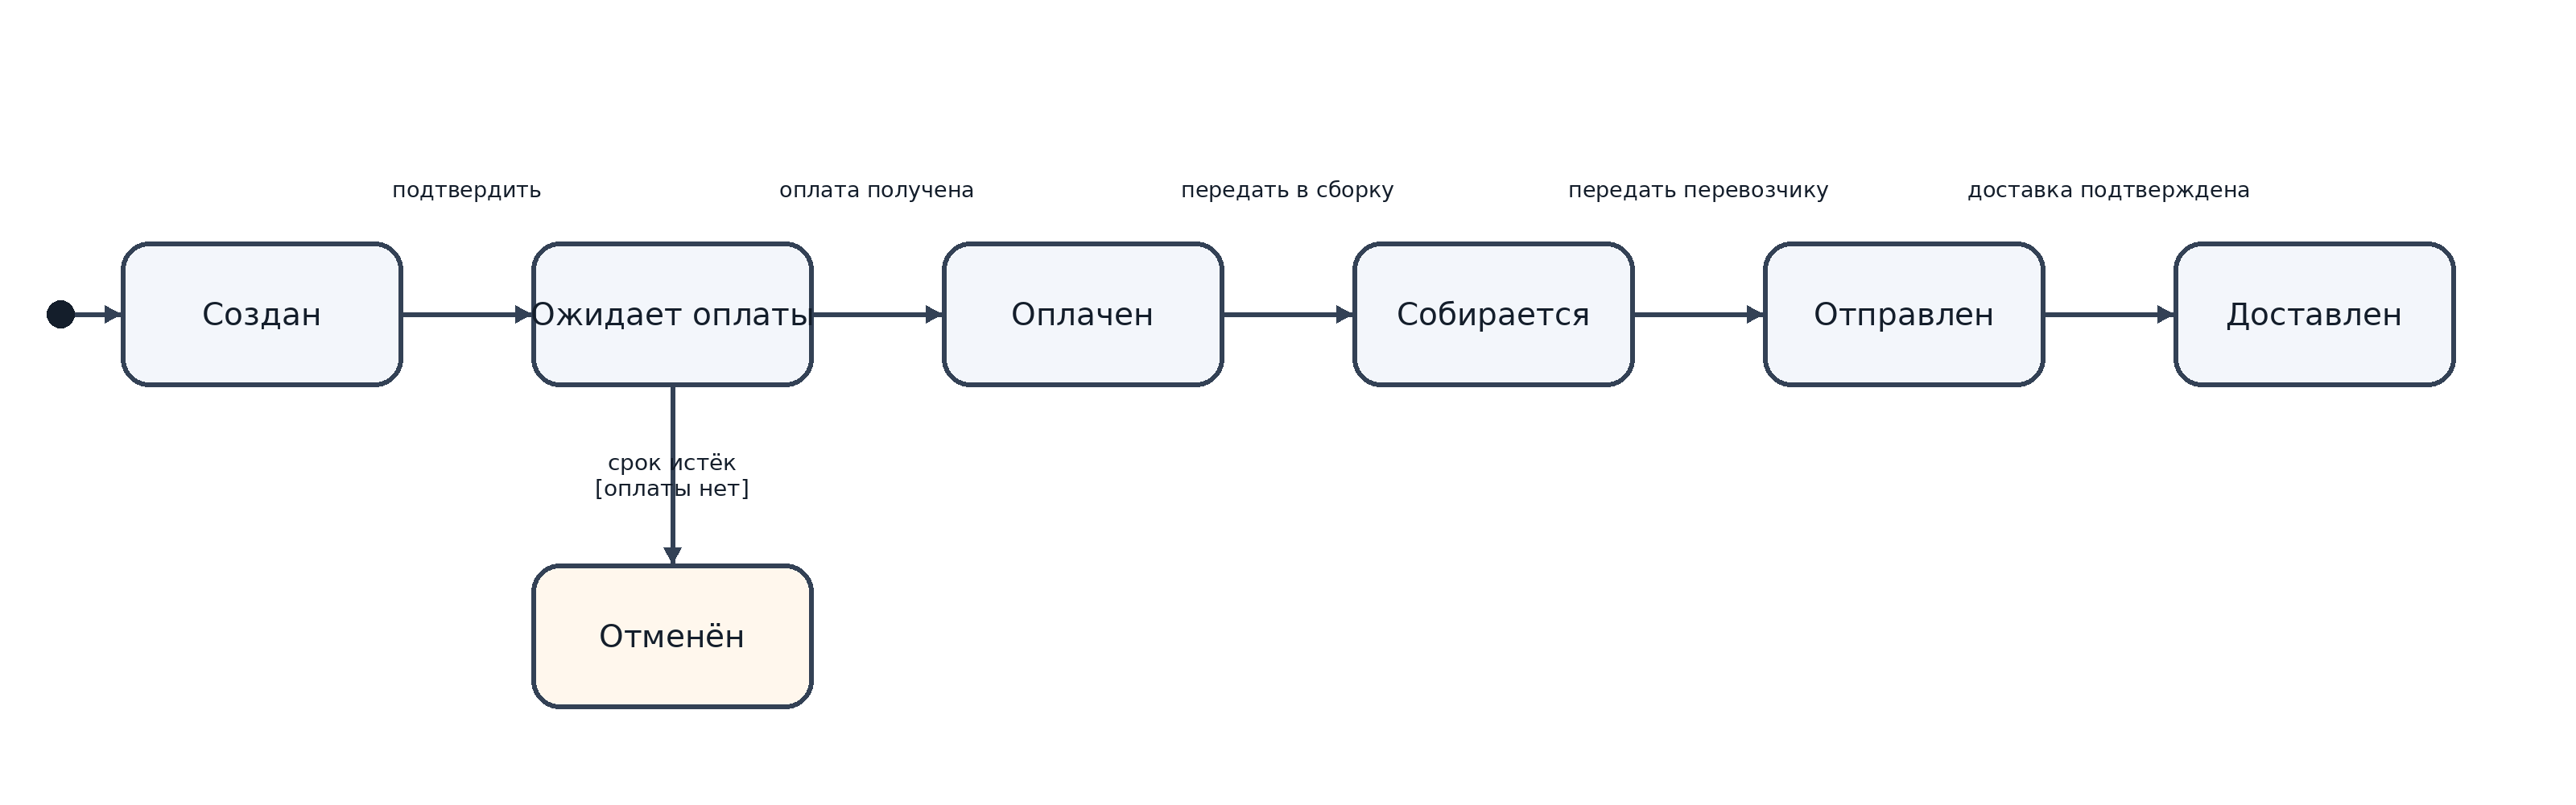 подтвердить
оплата получена
передать в сборку
передать перевозчику
доставка подтверждена
Создан
Ожидает оплаты
Оплачен
Собирается
Отправлен
Доставлен
срок истёк
[оплаты нет]
Отменён